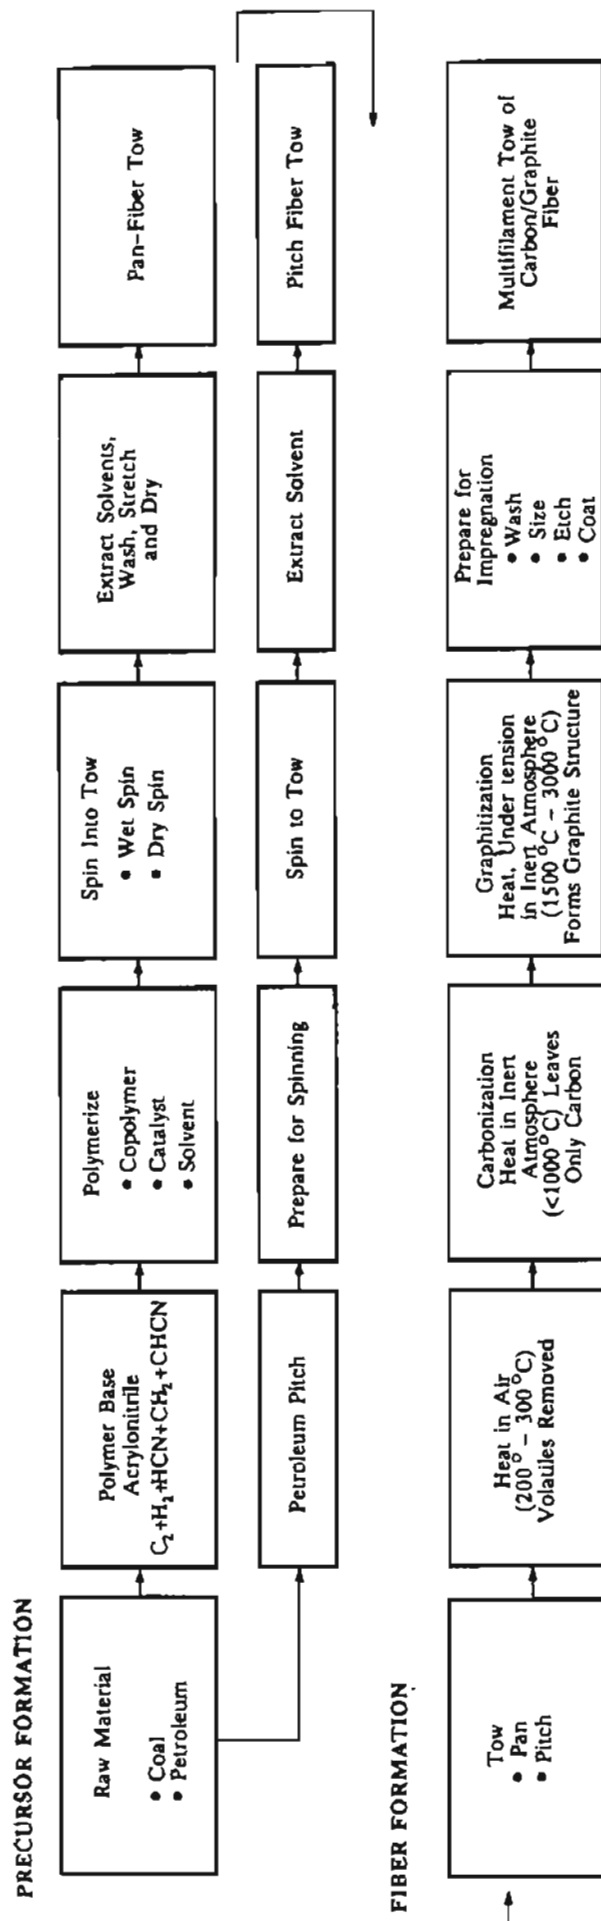 PRECURSOR FORMATION
Raw Material
• Coal
• Petroleum
Polymer Base
Acrylonitrile
C₂+H₂+HCN+CH₂+CHCN
Polymerize
• Copolymer
• Catalyst
• Solvent
Spin Into Tow
• Wet Spin
• Dry Spin
Extract Solvents,
Wash, Stretch
and Dry
Pan-Fiber Tow
Petroleum Pitch
Prepare for Spinning
Spin to Tow
Extract Solvent
Pitch Fiber Tow
FIBER FORMATION
Tow
• Pan
• Pitch
Heat in Air
(200° – 300°C)
Volatiles Removed
Carbonization
Heat in Inert
Atmosphere
(<1000°C) Leaves
Only Carbon
Graphitization
Heat, Under tension
in Inert Atmosphere
(1500°C – 3000°C)
Forms Graphite Structure
Prepare for
Impregnation
• Wash
• Size
• Etch
• Coat
Multifilament Tow of
Carbon/Graphite
Fiber